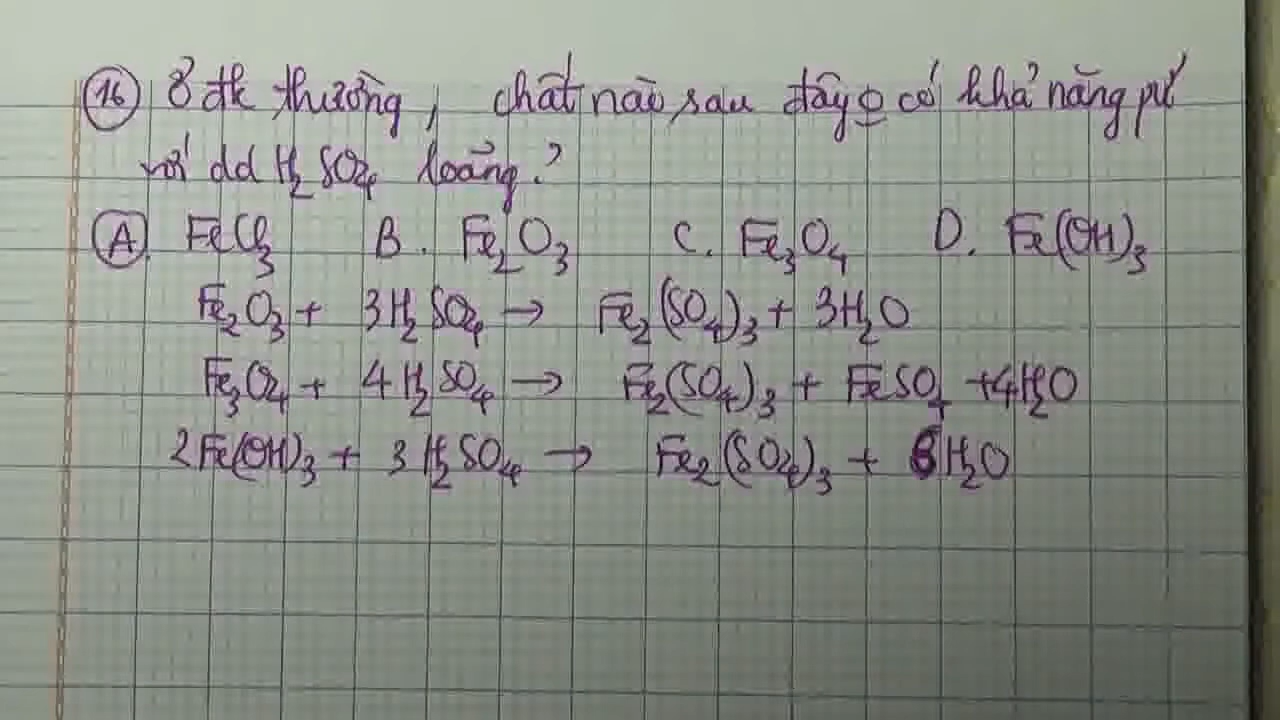 16 Ở đk thường, chất nào sau đây o có khả năng pứ
với dd H₂SO₄ loãng?
A. FeCl₃ B. Fe₂O₃ C. Fe₃O₄ D. Fe(OH)₃
Fe₂O₃ + 3H₂SO₄ → Fe₂(SO₄)₃ + 3H₂O
Fe₃O₄ + 4H₂SO₄ → Fe₂(SO₄)₃ + FeSO₄ + 4H₂O
2Fe(OH)₃ + 3H₂SO₄ → Fe₂(SO₄)₃ + 6H₂O